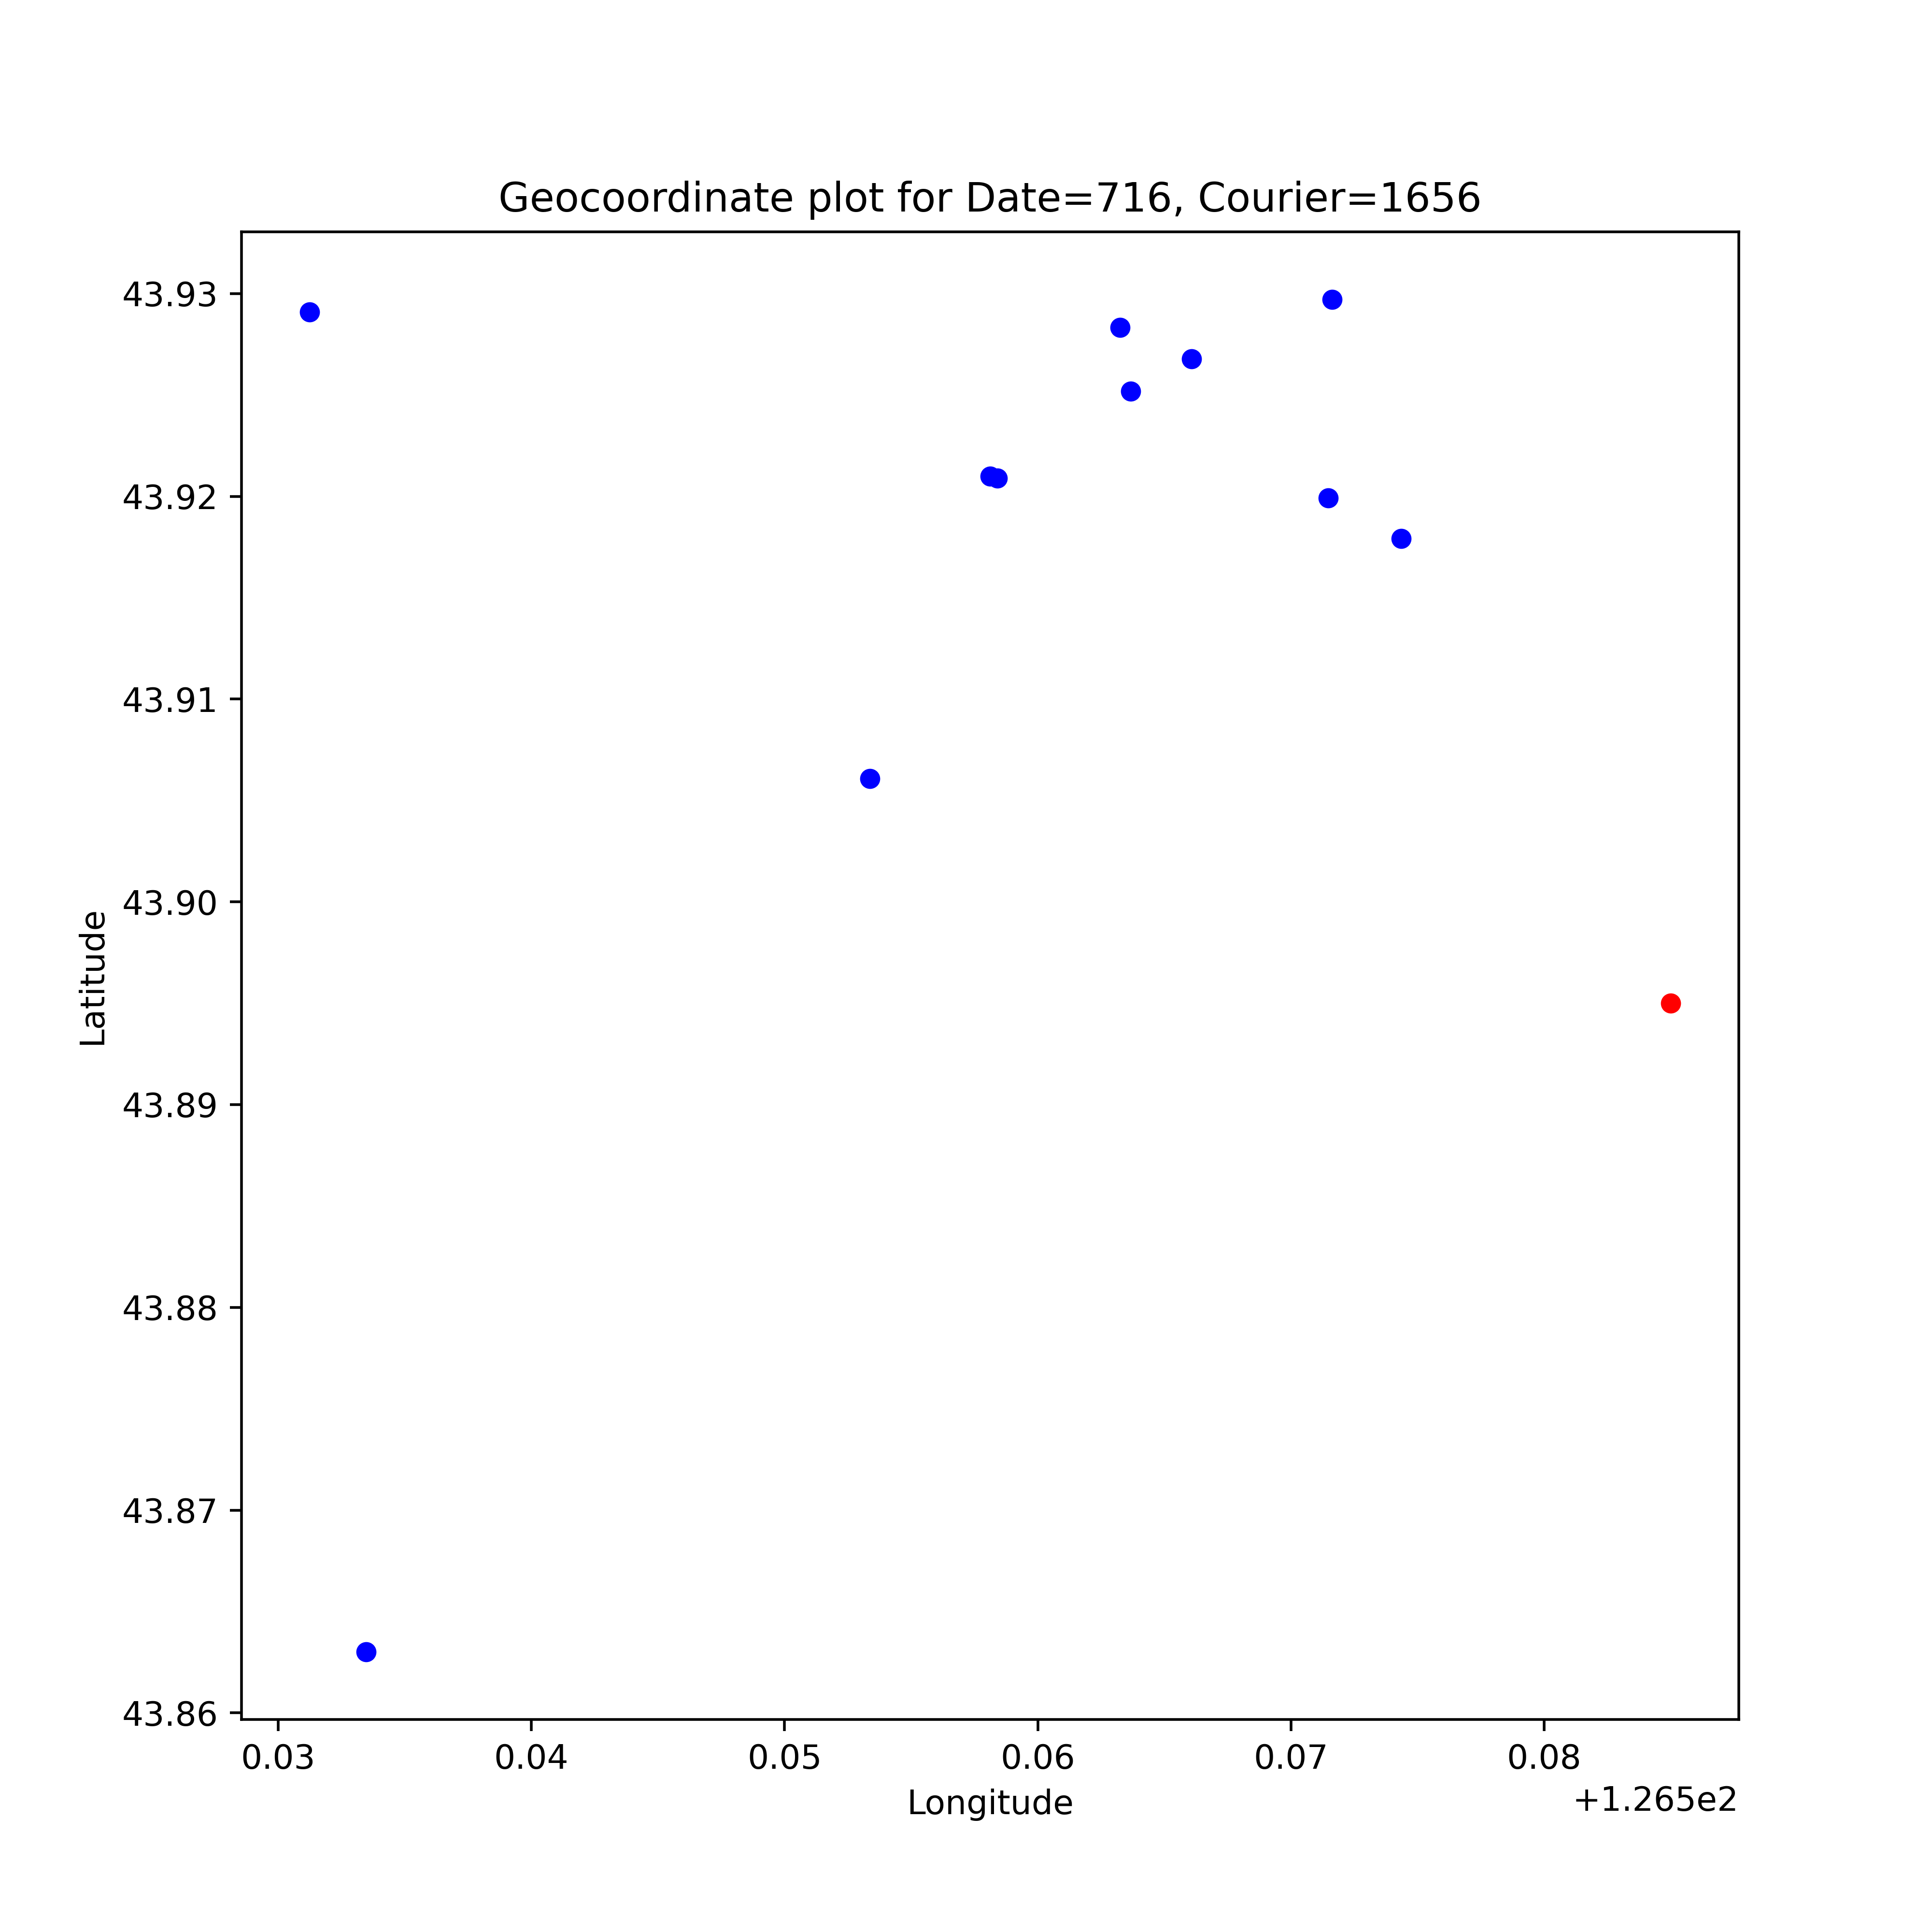 Geocoordinate plot for Date=716, Courier=1656
43.93
43.92
43.91
43.90
43.89
43.88
43.87
43.86
Latitude
0.03 0.04 0.05 0.06 0.07 0.08
Longitude
+1.265e2